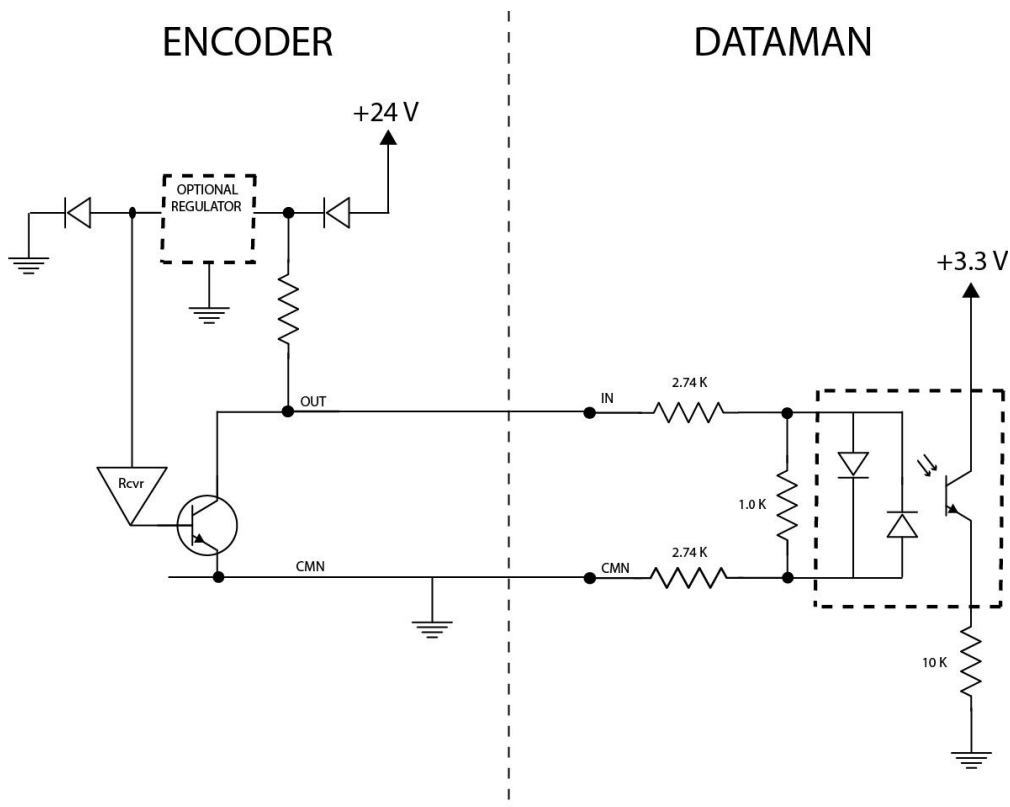 ENCODER
DATAMAN
+24 V
OPTIONAL
REGULATOR
+3.3 V
2.74 K
OUT
IN
Rcvr
1.0 K
2.74 K
CMN
CMN
10 K